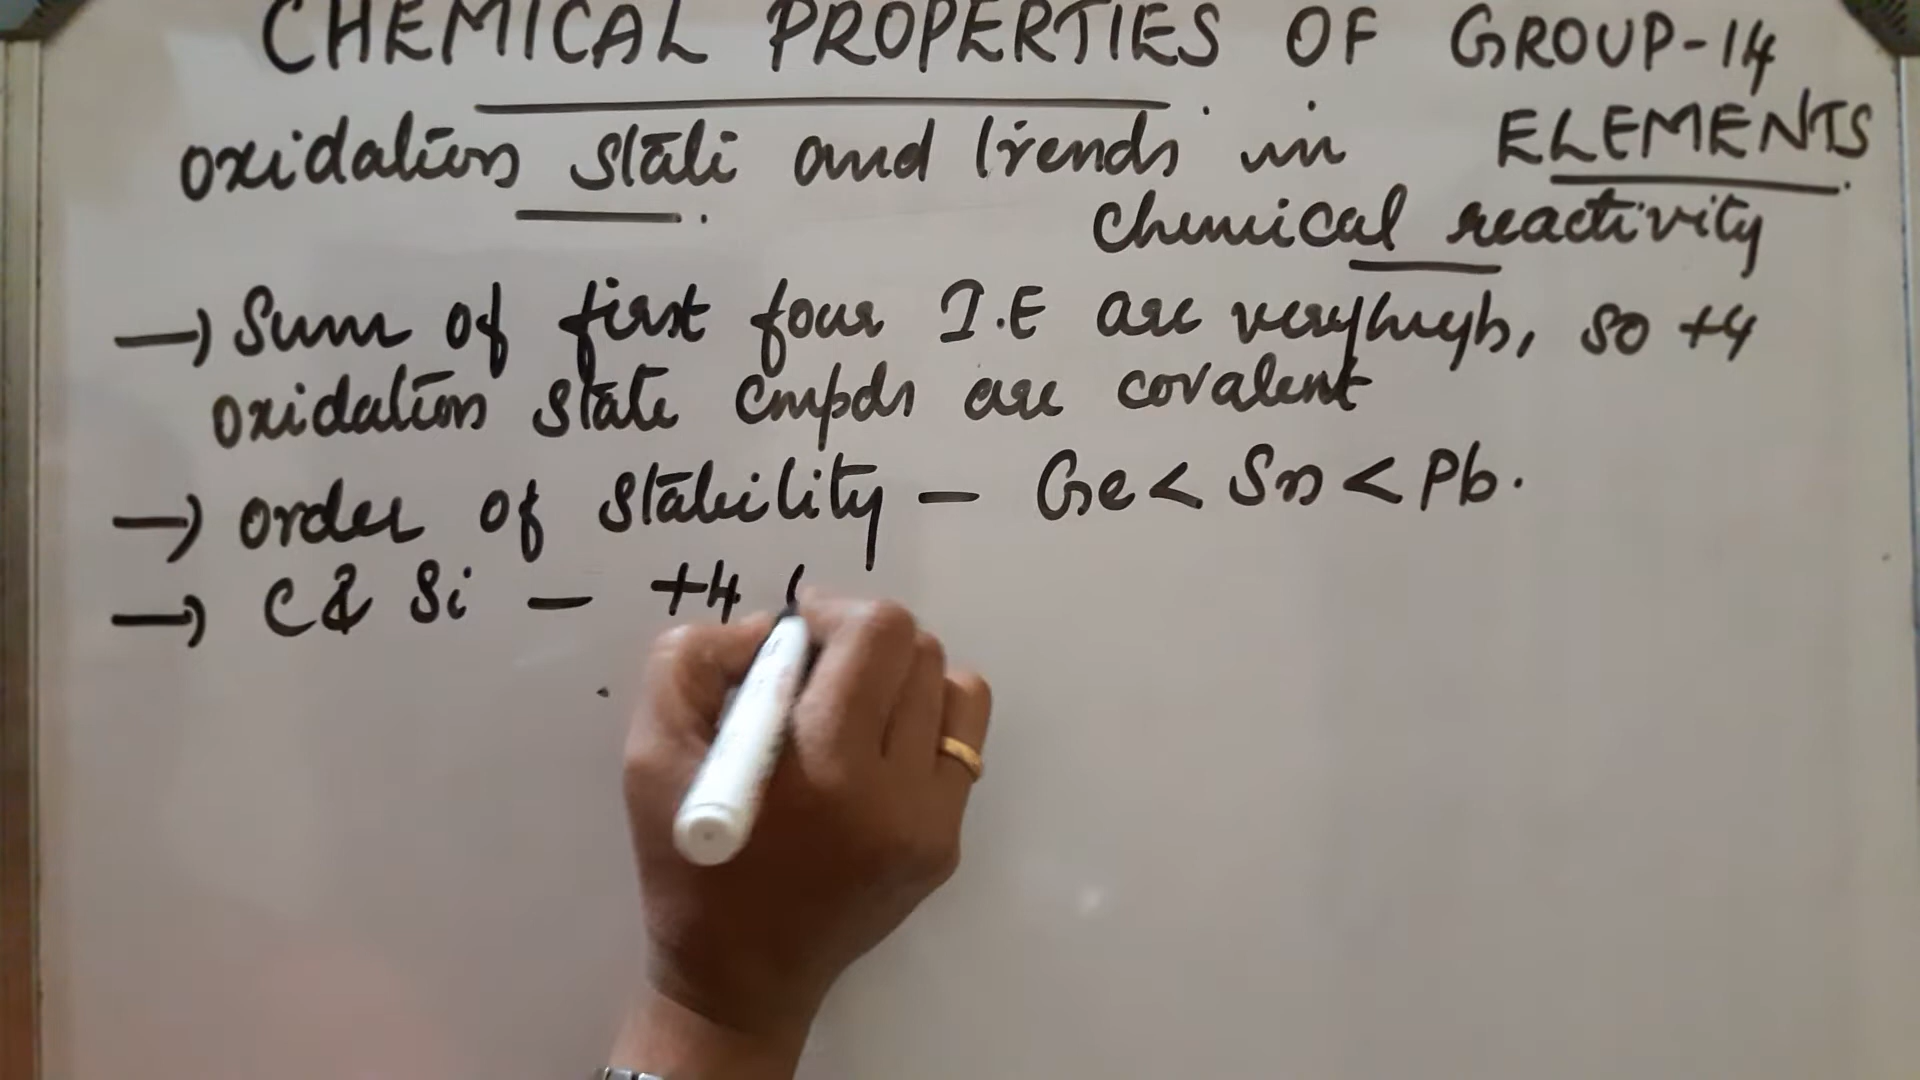 CHEMICAL PROPERTIES OF GROUP-14
ELEMENTS
oxidation state and trends in
chemical reactivity
→ Sum of first four I.E are very high, so +4
oxidation state cmpds are covalent
→ order of stability – Ge < Sn < Pb.
→ C & Si – +4 (